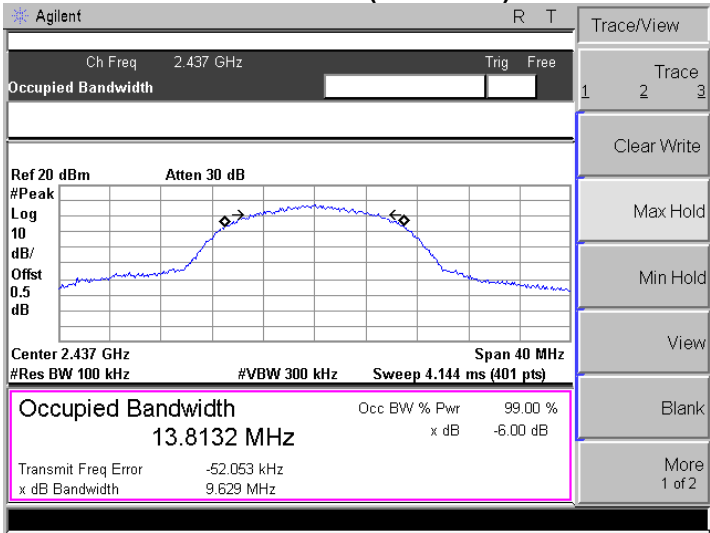 Agilent R T
Trace/View
Ch Freq 2.437 GHz Trig Free
Occupied Bandwidth
Trace
1 2 3
Clear Write
Ref 20 dBm Atten 30 dB
#Peak
Log
10
dB/
Offst
0.5
dB
Max Hold
Min Hold
View
Center 2.437 GHz Span 40 MHz
#Res BW 100 kHz #VBW 300 kHz Sweep 4.144 ms (401 pts)
Occupied Bandwidth
13.8132 MHz
Occ BW % Pwr 99.00 %
x dB -6.00 dB
Transmit Freq Error -52.053 kHz
x dB Bandwidth 9.629 MHz
Blank
More
1 of 2